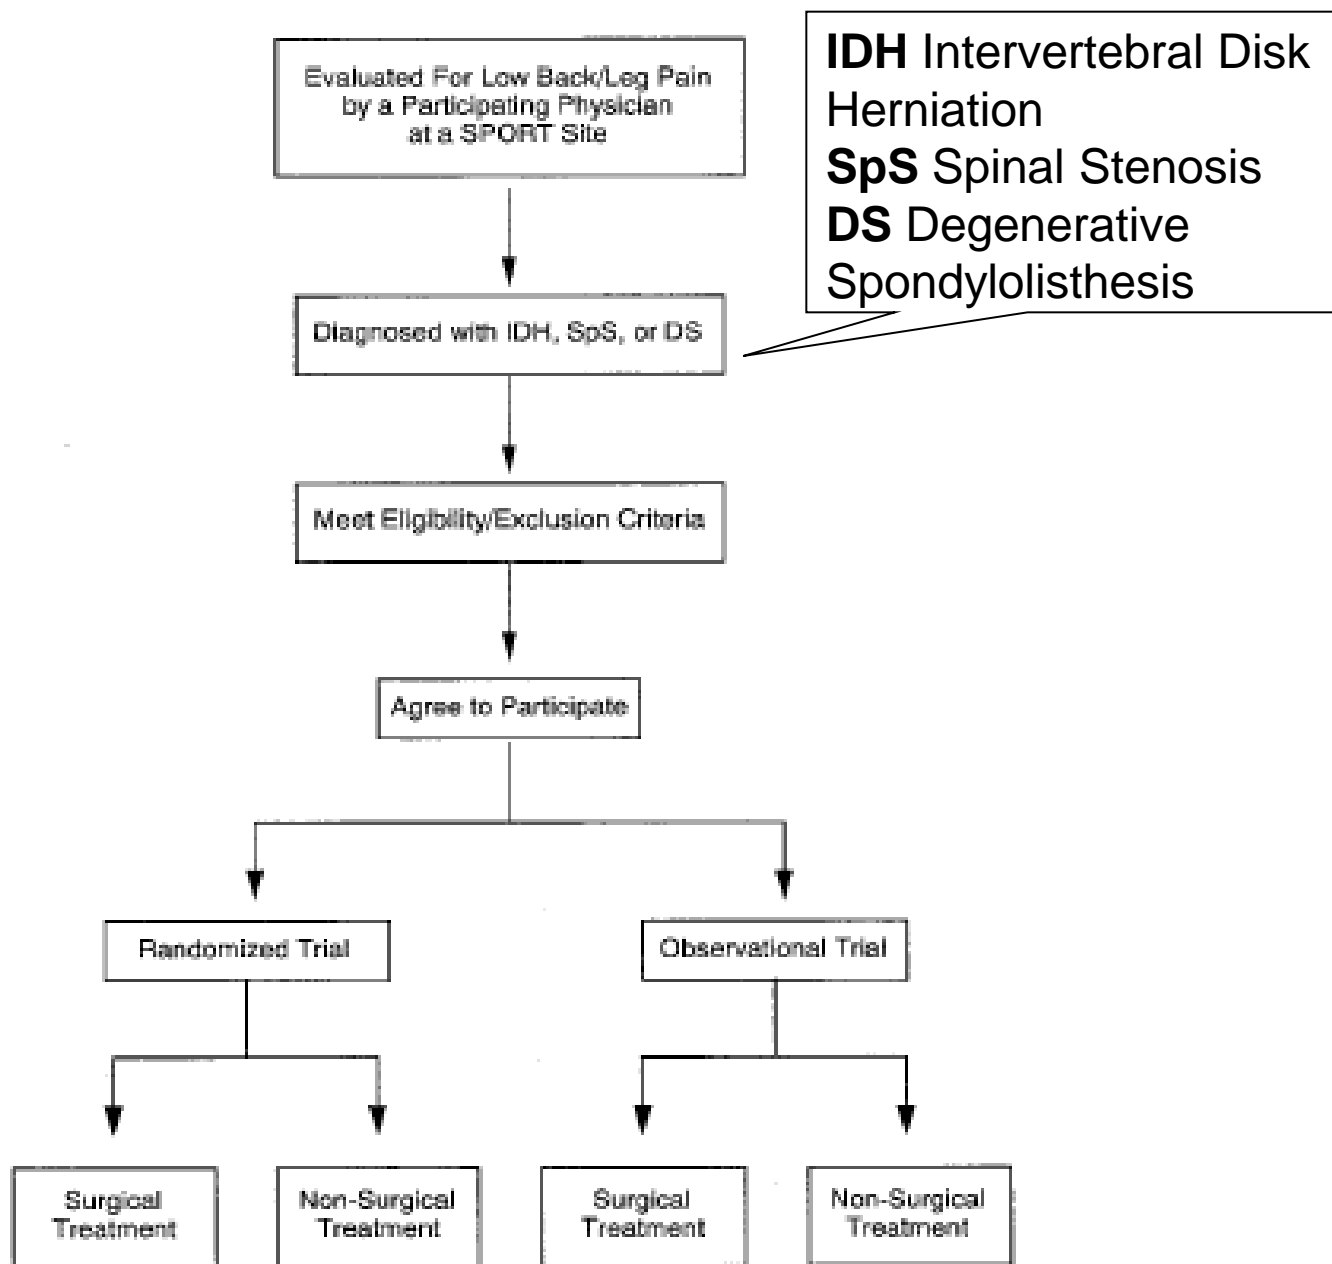 Evaluated For Low Back/Leg Pain
by a Participating Physician
at a SPORT Site
IDH Intervertebral Disk
Herniation
SpS Spinal Stenosis
DS Degenerative
Spondylolisthesis
Diagnosed with IDH, SpS, or DS
Meet Eligibility/Exclusion Criteria
Agree to Participate
Randomized Trial
Observational Trial
Surgical
Treatment
Non-Surgical
Treatment
Surgical
Treatment
Non-Surgical
Treatment